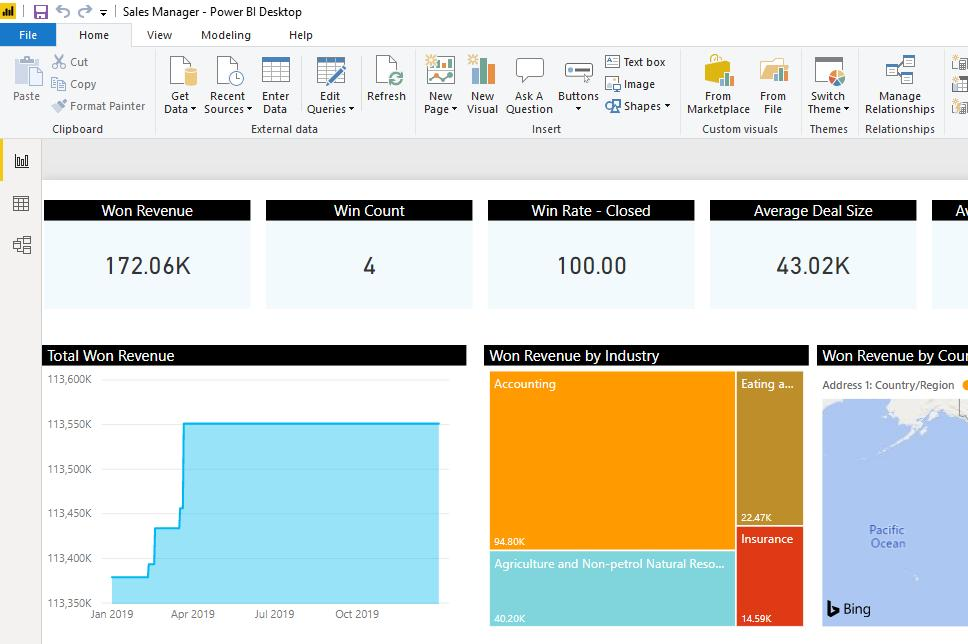 Sales Manager - Power BI Desktop
File Home View Modeling Help
Paste
Cut
Copy
Format Painter
Clipboard
Get Data
Recent Sources
Enter Data
Edit Queries
Refresh
External data
New Page
New Visual
Ask A Question
Buttons
Text box
Image
Shapes
Insert
From Marketplace
From File
Custom visuals
Switch Theme
Themes
Manage Relationships
Relationships
Won Revenue
172.06K
Win Count
4
Win Rate - Closed
100.00
Average Deal Size
43.02K
Total Won Revenue
113,600K
113,550K
113,500K
113,450K
113,400K
113,350K
Jan 2019 Apr 2019 Jul 2019 Oct 2019
Won Revenue by Industry
Accounting
94.80K
Agriculture and Non-petrol Natural Reso...
40.20K
Eating a...
22.47K
Insurance
14.59K
Won Revenue by Coun
Address 1: Country/Region
Pacific
Ocean
Bing